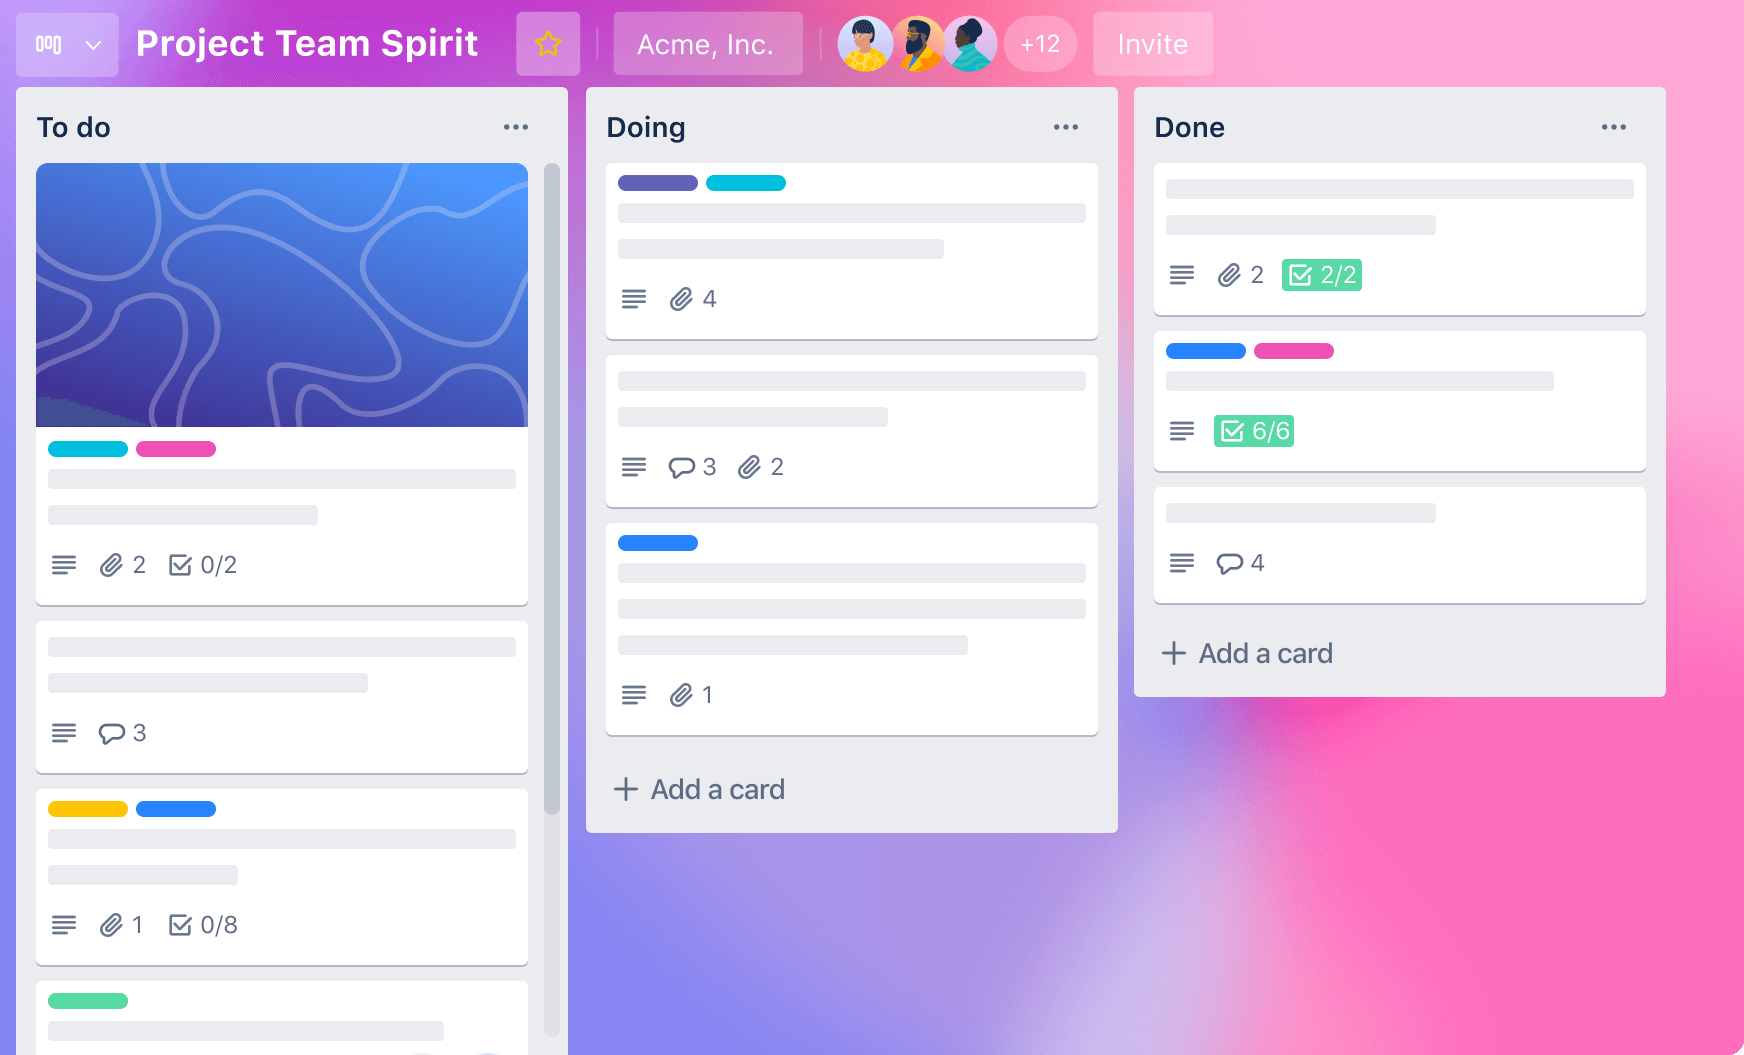 Project Team Spirit
Acme, Inc.
+12
Invite
To do
2
0/2
3
1
0/8
Doing
4
3
2
1
Add a card
Done
2
2/2
6/6
4
Add a card